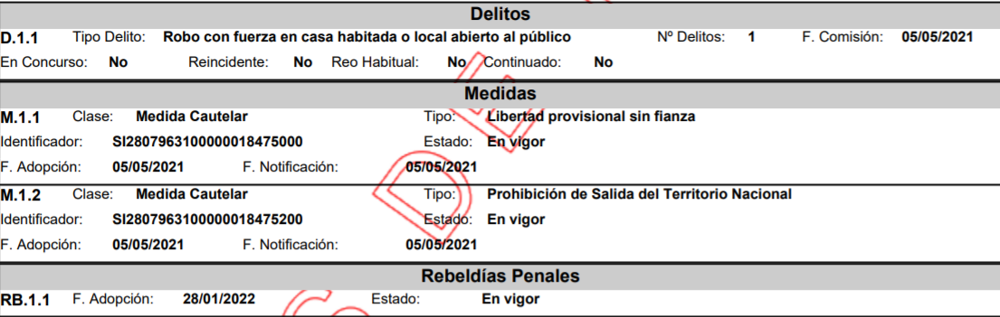 Delitos
D.1.1 Tipo Delito: Robo con fuerza en casa habitada o local abierto al público Nº Delitos: 1 F. Comisión: 05/05/2021
En Concurso: No Reincidente: No Reo Habitual: No Continuado: No
Medidas
M.1.1 Clase: Medida Cautelar Tipo: Libertad provisional sin fianza
Identificador: SI2807963100000018475000 Estado: En vigor
F. Adopción: 05/05/2021 F. Notificación: 05/05/2021
M.1.2 Clase: Medida Cautelar Tipo: Prohibición de Salida del Territorio Nacional
Identificador: SI2807963100000018475200 Estado: En vigor
F. Adopción: 05/05/2021 F. Notificación: 05/05/2021
Rebeldías Penales
RB.1.1 F. Adopción: 28/01/2022 Estado: En vigor